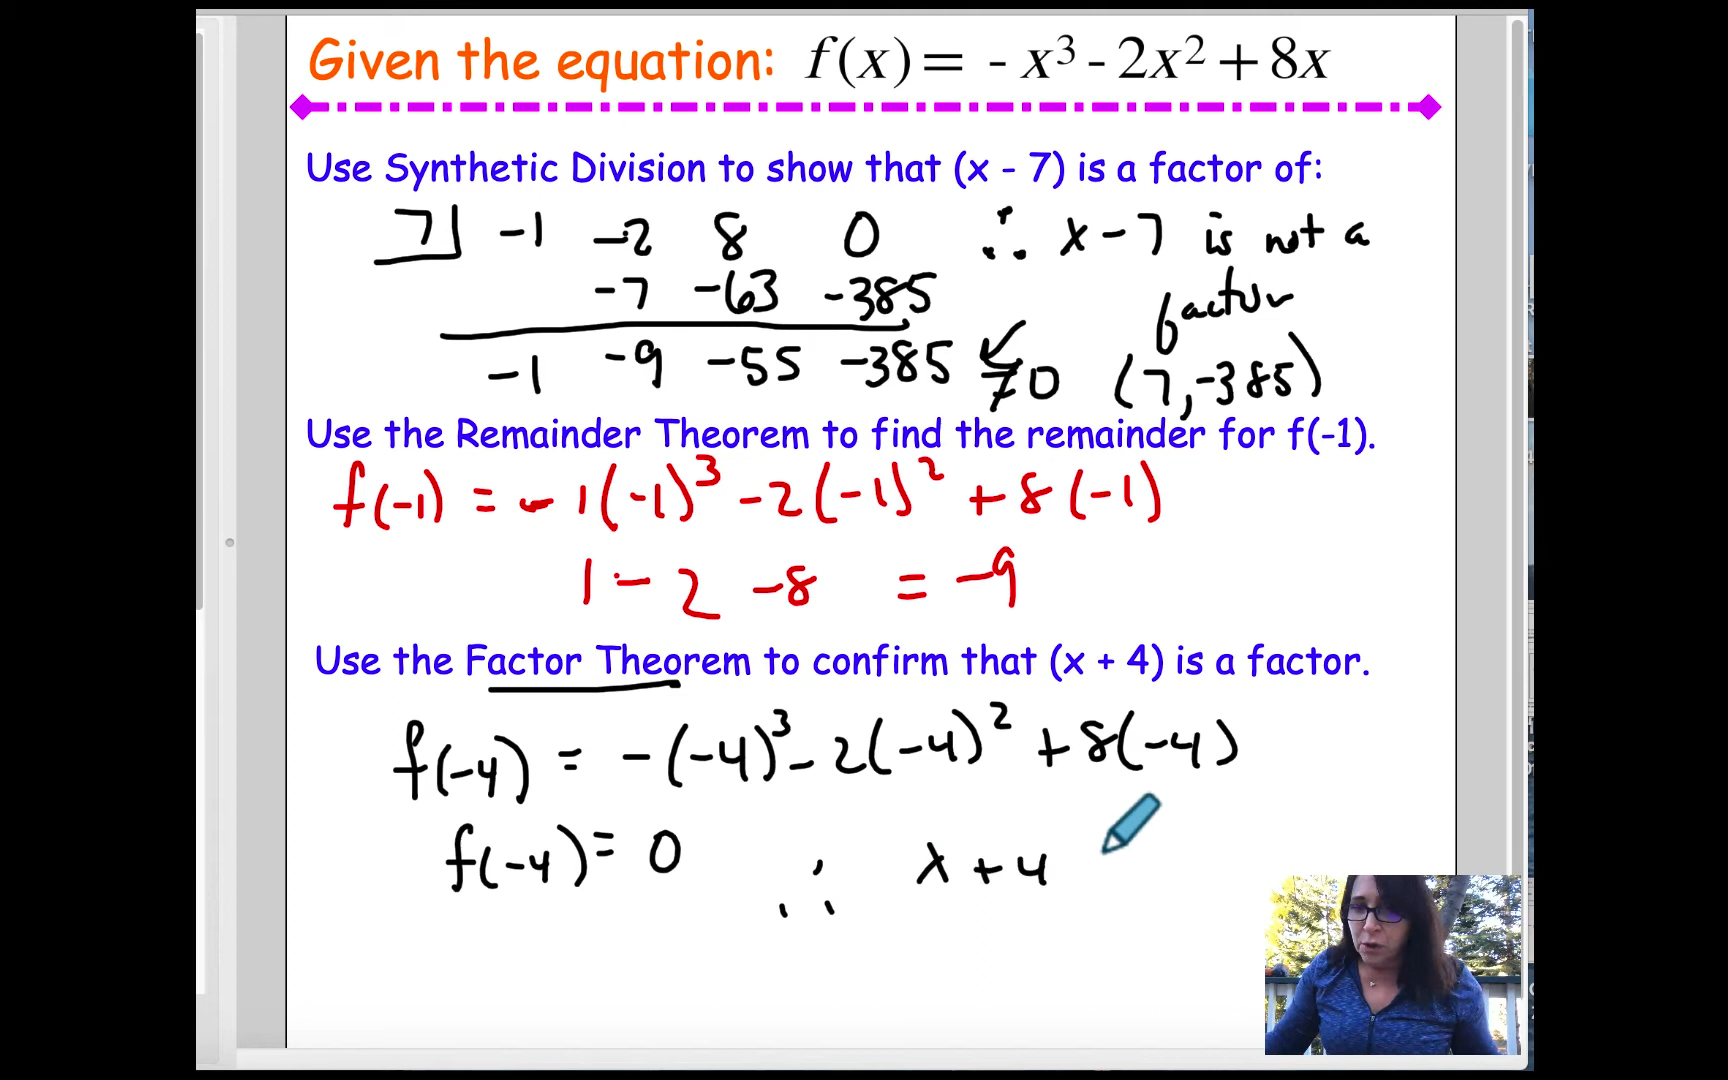 Given the equation: f(x) = - x³ - 2x² + 8x
Use Synthetic Division to show that (x - 7) is a factor of:
7 -1 -2 8 0 ∴ x - 7 is not a
-7 -63 -385 factor
-1 -9 -55 -385 ≠0 (7,-385)
Use the Remainder Theorem to find the remainder for f(-1).
f(-1) = -1(-1)³ -2(-1)² +8(-1)
1 - 2 -8 = -9
Use the Factor Theorem to confirm that (x + 4) is a factor.
f(-4) = -(-4)³ - 2(-4)² +8(-4)
f(-4) = 0 ∴ x + 4